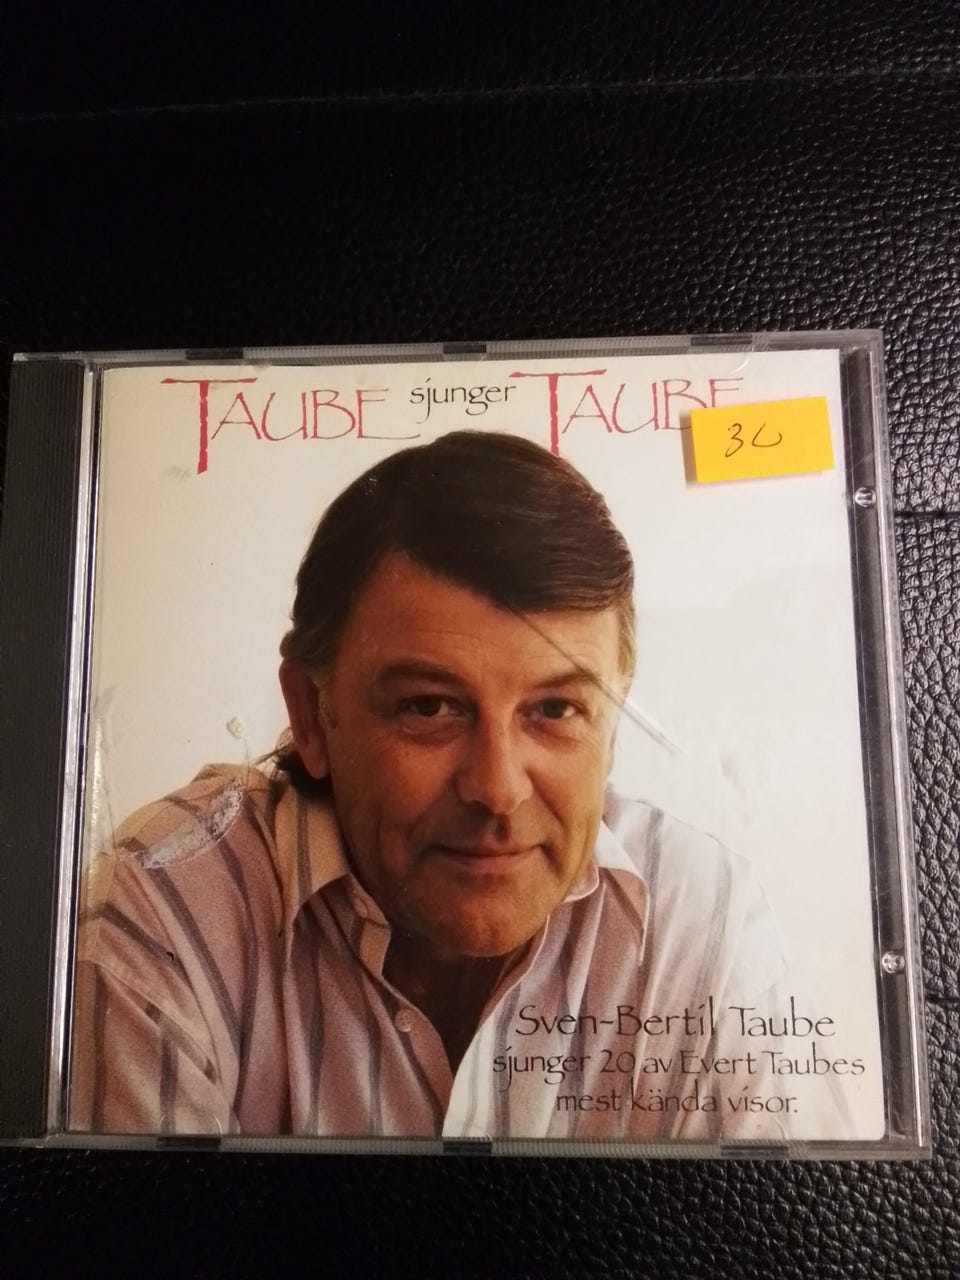 TAUBE sjunger TAUBE
30
Sven-Bertil Taube
sjunger 20 av Evert Taubes
mest kända visor.